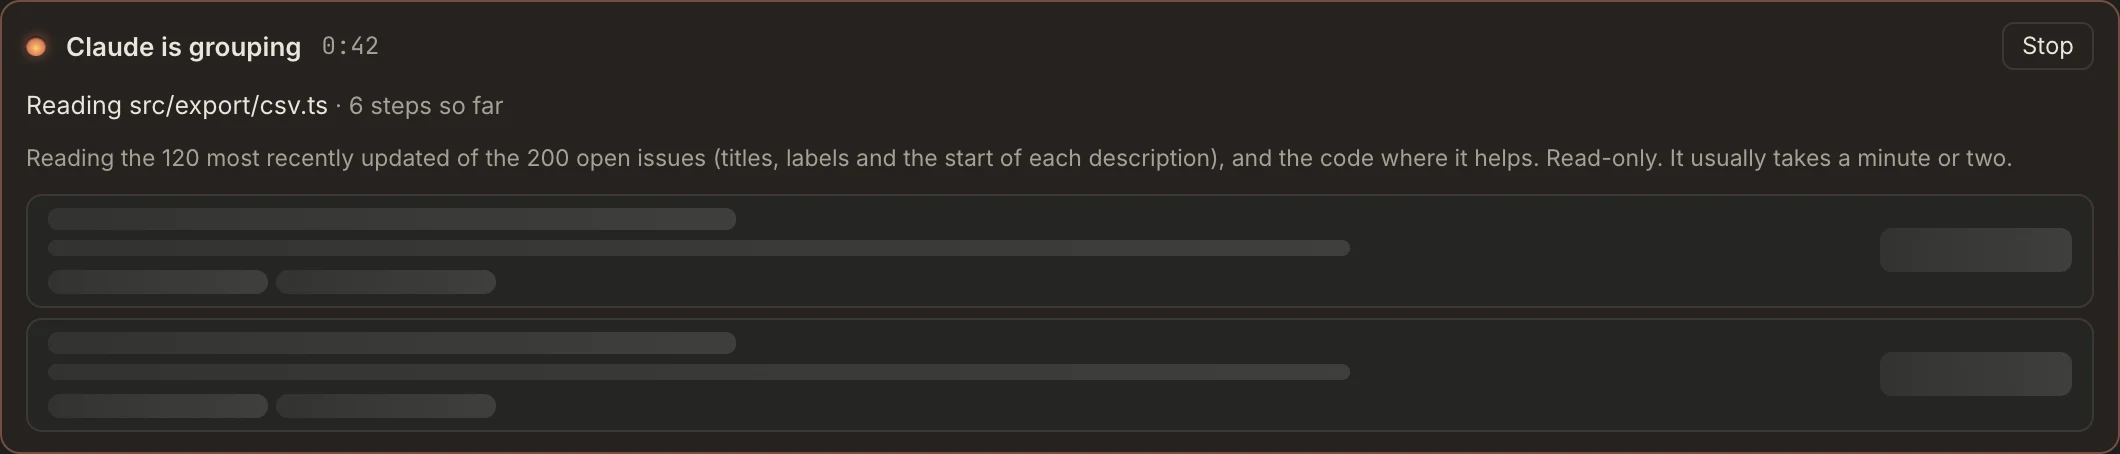 Claude is grouping 0:42
Stop
Reading src/export/csv.ts · 6 steps so far
Reading the 120 most recently updated of the 200 open issues (titles, labels and the start of each description), and the code where it helps. Read-only. It usually takes a minute or two.